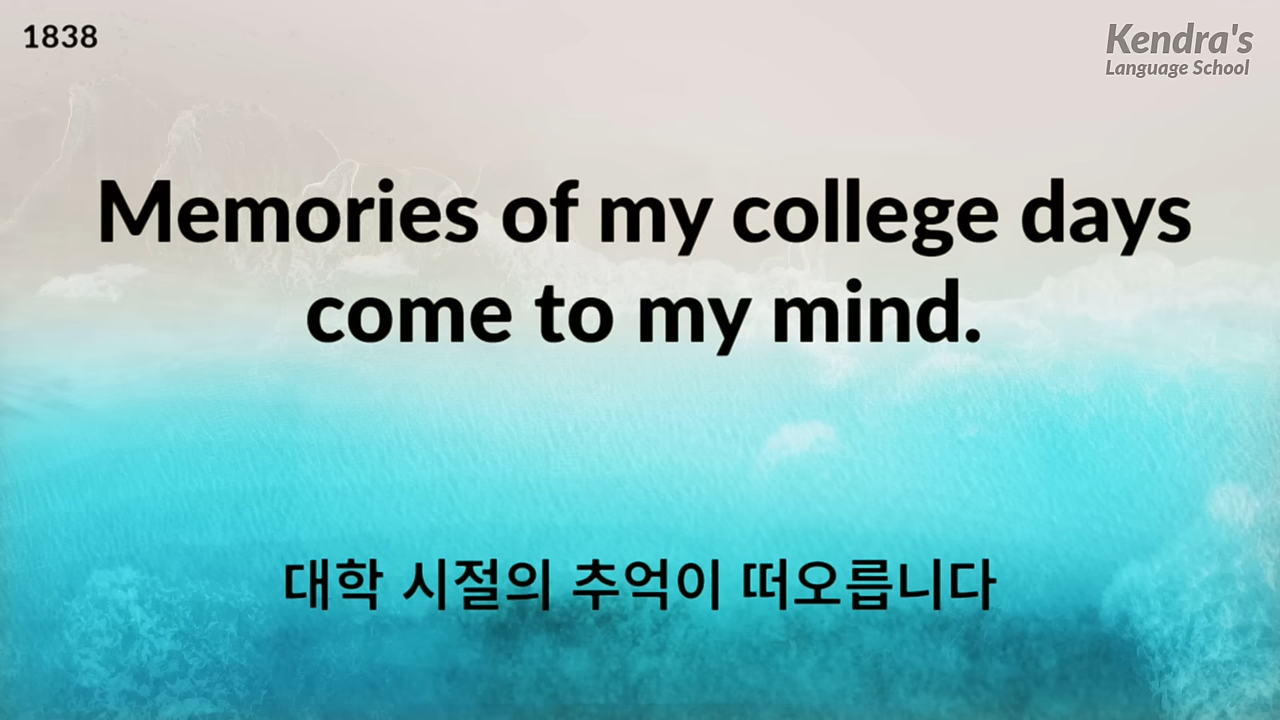 1838
Kendra's
Language School
Memories of my college days
come to my mind.
대학 시절의 추억이 떠오릅니다